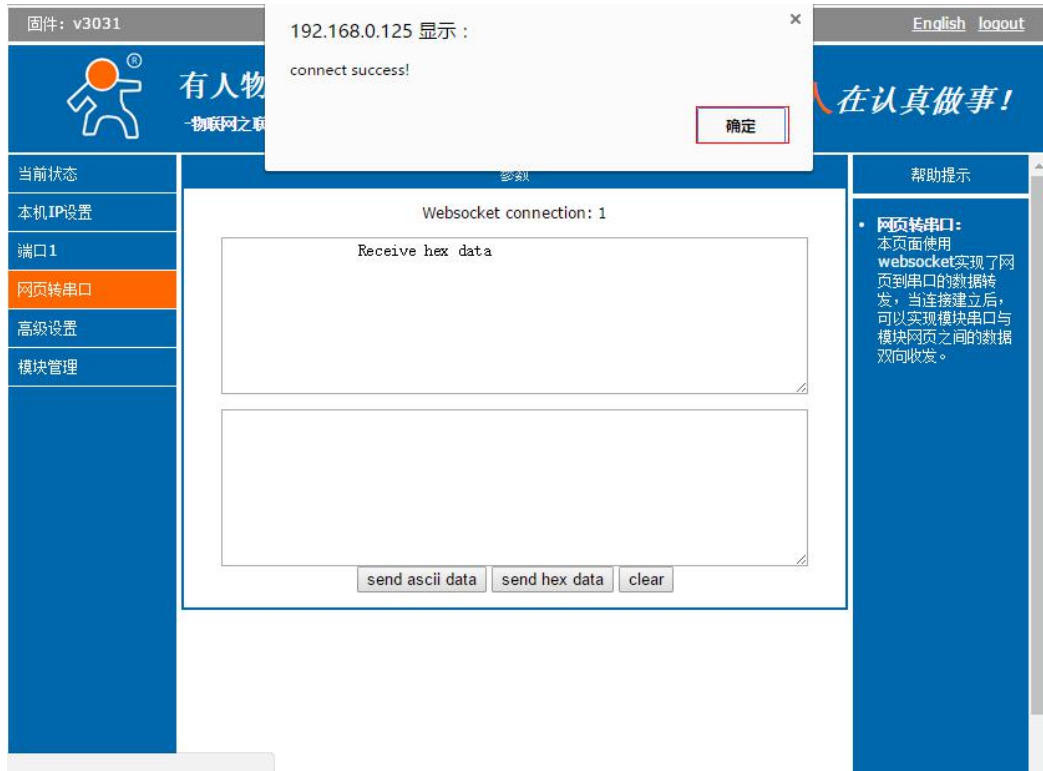 固件：v3031
English logout
192.168.0.125 显示：
×
connect success!
确定
®
有人物
-物联网之联
人在认真做事!
当前状态
本机IP设置
端口1
网页转串口
高级设置
模块管理
参数
Websocket connection: 1
Receive hex data
send ascii data
send hex data
clear
帮助提示
• 网页转串口：
本页面使用
websocket实现了网
页到串口的数据转
发，当连接建立后，
可以实现模块串口与
模块网页之间的数据
双向收发。